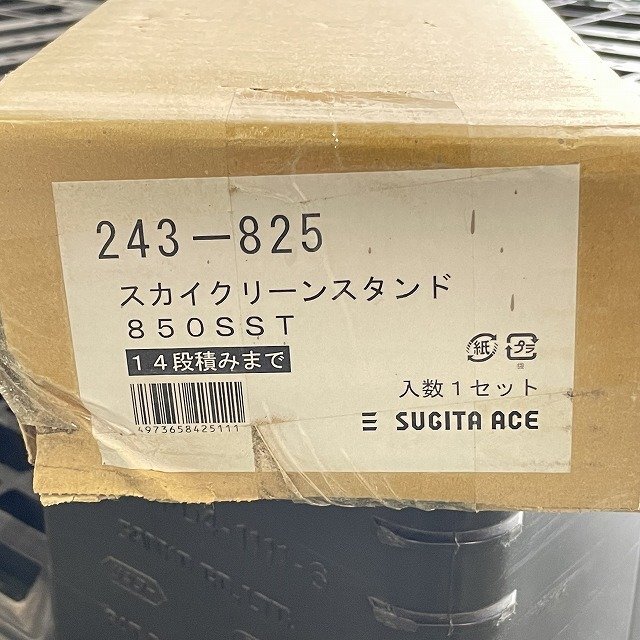 243-825
スカイクリーンスタンド
850SST
14段積みまで
紙 プラ
袋
入数1セット
4973658425111
SUGITA ACE